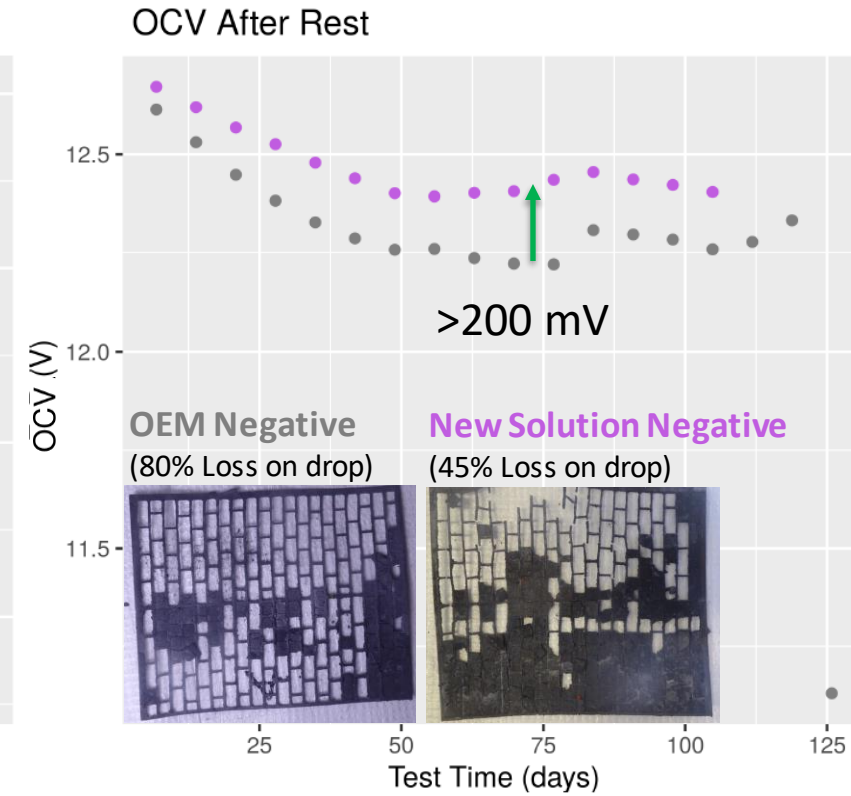 OCV After Rest
12.5
12.0
11.5
OCV (V)
>200 mV
OEM Negative
(80% Loss on drop)
New Solution Negative
(45% Loss on drop)
25
50
75
100
125
Test Time (days)